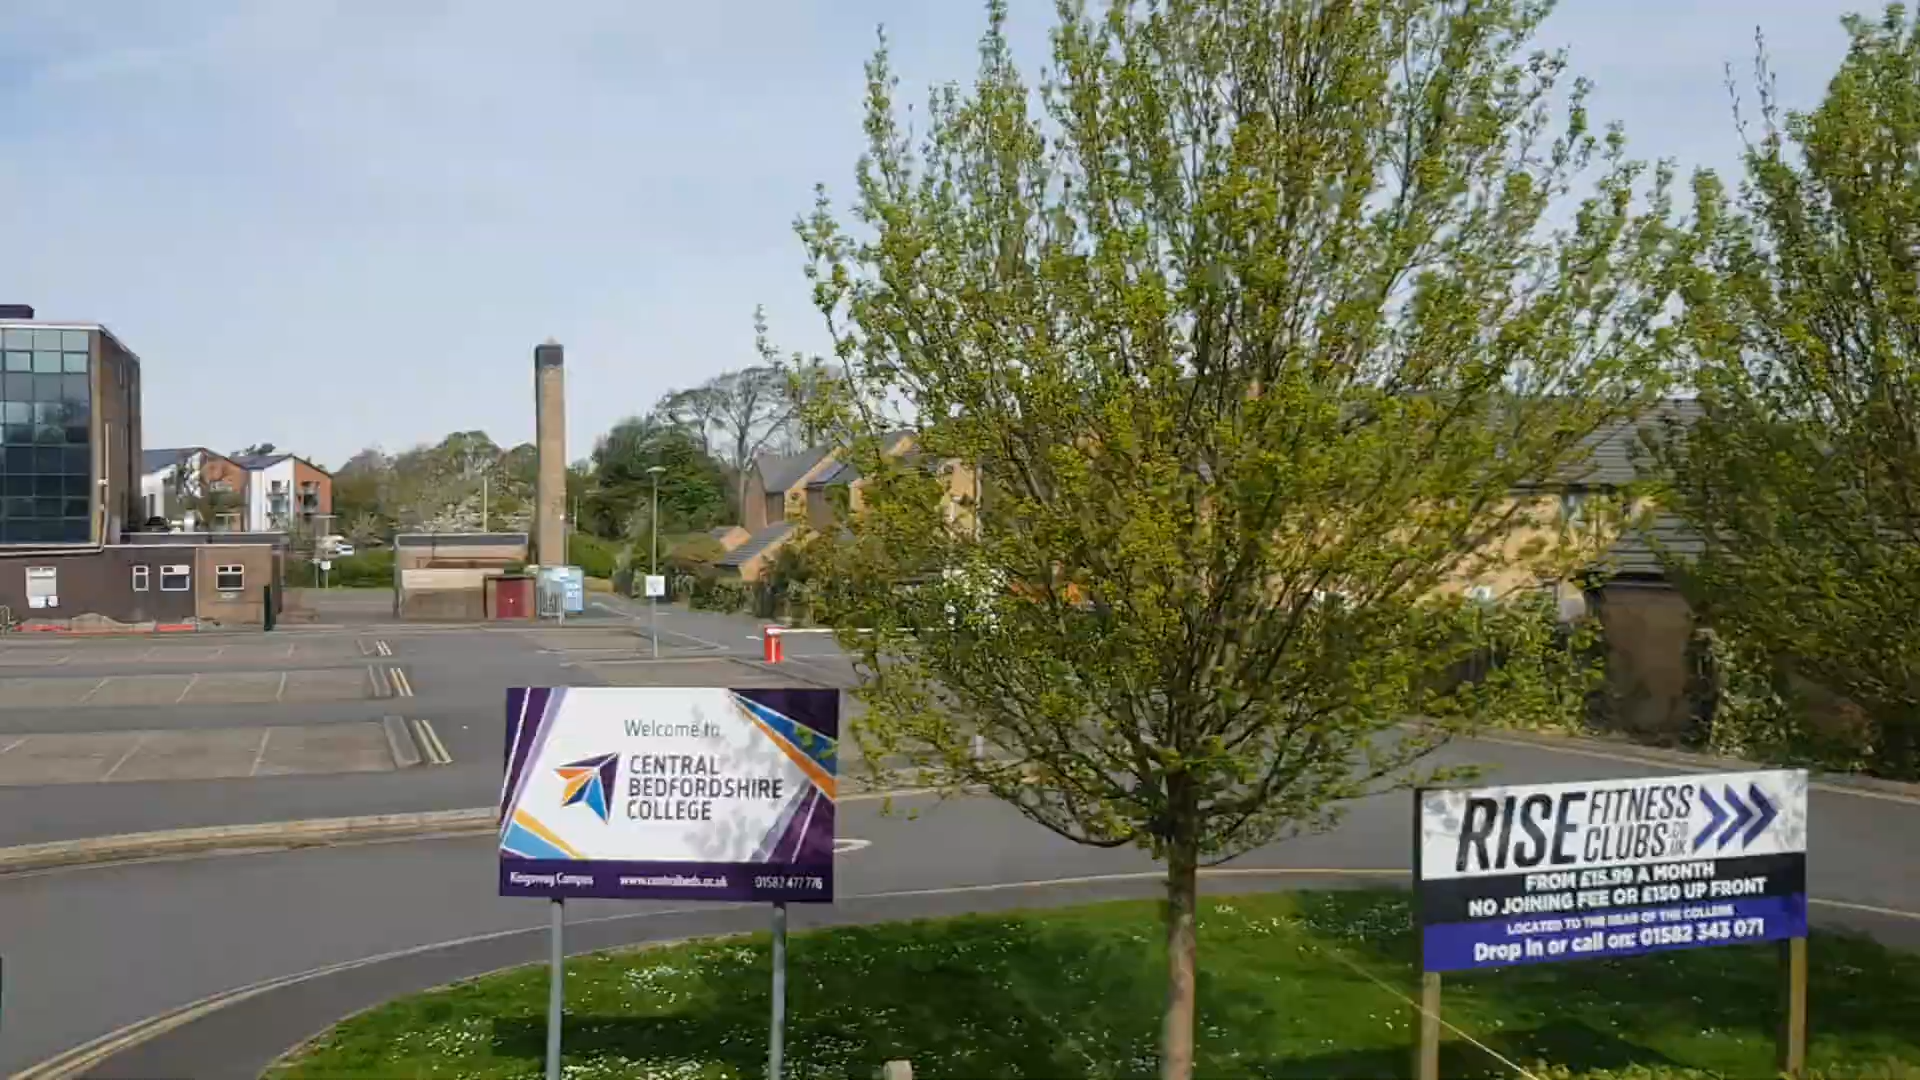 Welcome to
CENTRAL
BEDFORDSHIRE
COLLEGE
Kingsway Campus www.centralbeds.ac.uk 01582 477 776
RISE FITNESS
CLUBS.CO.UK
FROM £15.99 A MONTH
NO JOINING FEE OR £150 UP FRONT
LOCATED TO THE REAR OF THE COLLEGE
Drop in or call on: 01582 343 071